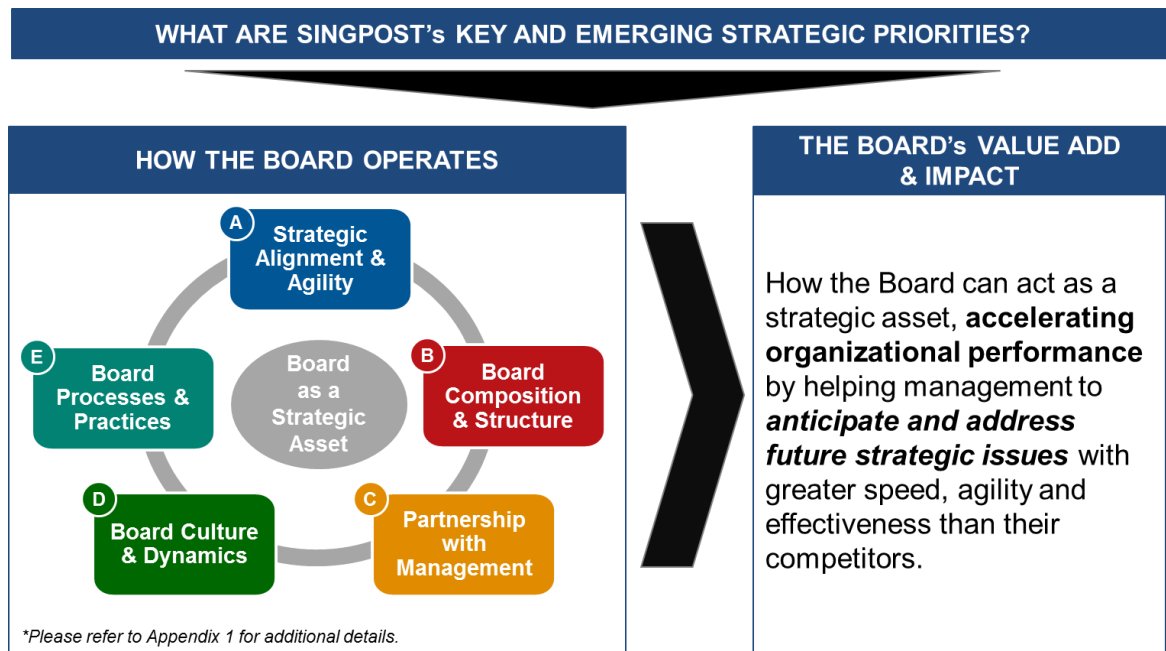 WHAT ARE SINGPOST's KEY AND EMERGING STRATEGIC PRIORITIES?
HOW THE BOARD OPERATES
A
Strategic
Alignment &
Agility
B
Board
Composition
& Structure
C
Partnership
with
Management
D
Board Culture
& Dynamics
E
Board
Processes &
Practices
Board
as a
Strategic
Asset
*Please refer to Appendix 1 for additional details.
THE BOARD's VALUE ADD
& IMPACT
How the Board can act as a
strategic asset, accelerating
organizational performance
by helping management to
anticipate and address
future strategic issues with
greater speed, agility and
effectiveness than their
competitors.